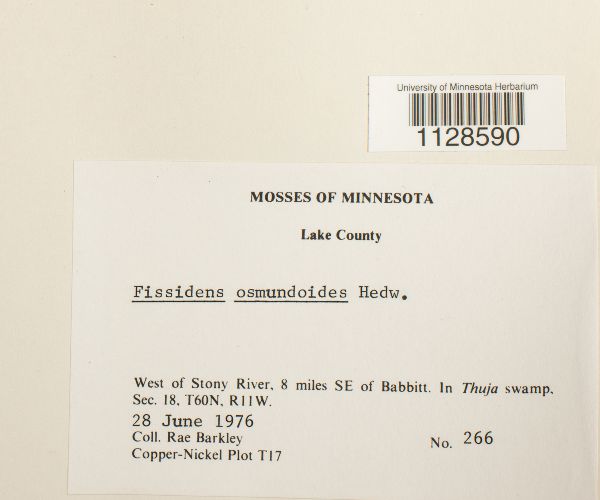 University of Minnesota Herbarium
1128590
MOSSES OF MINNESOTA
Lake County
Fissidens osmundoides Hedw.
West of Stony River, 8 miles SE of Babbitt. In Thuja swamp,
Sec. 18, T60N, R11W.
28 June 1976
Coll. Rae Barkley
No. 266
Copper-Nickel Plot T17